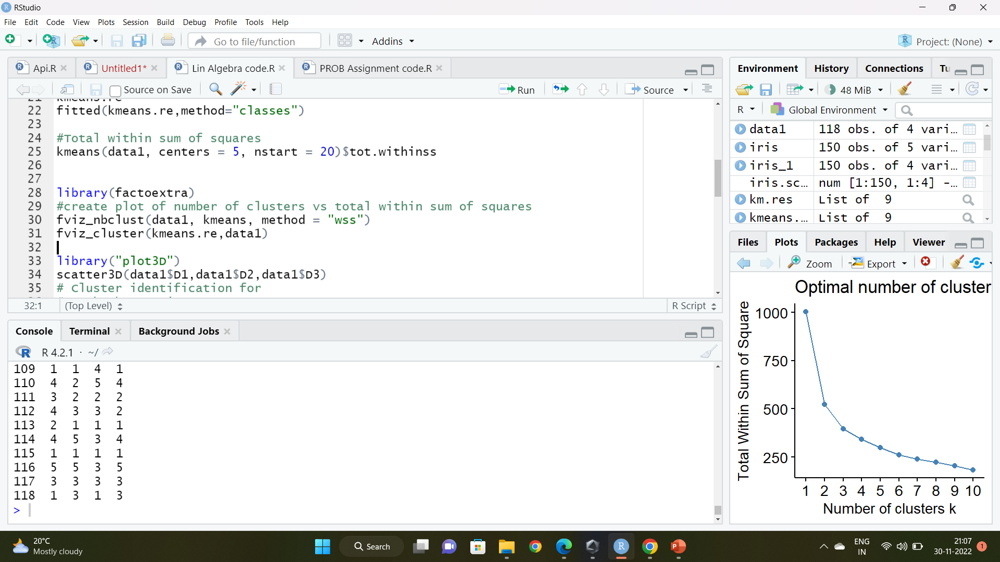 RStudio
File Edit Code View Plots Session Build Debug Profile Tools Help
Go to file/function
Addins
Project: (None)
Api.R
Untitled1*
Lin Algebra code.R
PROB Assignment code.R
Source on Save
Run
Source
22 fitted(kmeans.re,method="classes")
23
24 #Total within sum of squares
25 kmeans(data1, centers = 5, nstart = 20)$tot.withinss
26
27
28 library(factoextra)
29 #create plot of number of clusters vs total within sum of squares
30 fviz_nbclust(data1, kmeans, method = "wss")
31 fviz_cluster(kmeans.re,data1)
32
33 library("plot3D")
34 scatter3D(data1$D1,data1$D2,data1$D3)
35 # Cluster identification for
32:1
(Top Level)
R Script
Console
Terminal
Background Jobs
R 4.2.1 · ~/
109 1 1 4 1
110 4 2 5 4
111 3 2 2 2
112 4 3 3 2
113 2 1 1 1
114 4 5 3 4
115 1 1 1 1
116 5 5 3 5
117 3 3 3 3
118 1 3 1 3
>
Environment
History
Connections
Tu
48 MiB
R
Global Environment
data1 118 obs. of 4 vari…
iris 150 obs. of 5 vari…
iris_1 150 obs. of 4 vari…
iris.sc… num [1:150, 1:4] -…
km.res List of 9
kmeans.… List of 9
Files
Plots
Packages
Help
Viewer
Zoom
Export
Optimal number of cluster
Total Within Sum of Square
1000
750
500
250
1 2 3 4 5 6 7 8 9 10
Number of clusters k
20°C
Mostly cloudy
Search
ENG
IN
21:07
30-11-2022
1